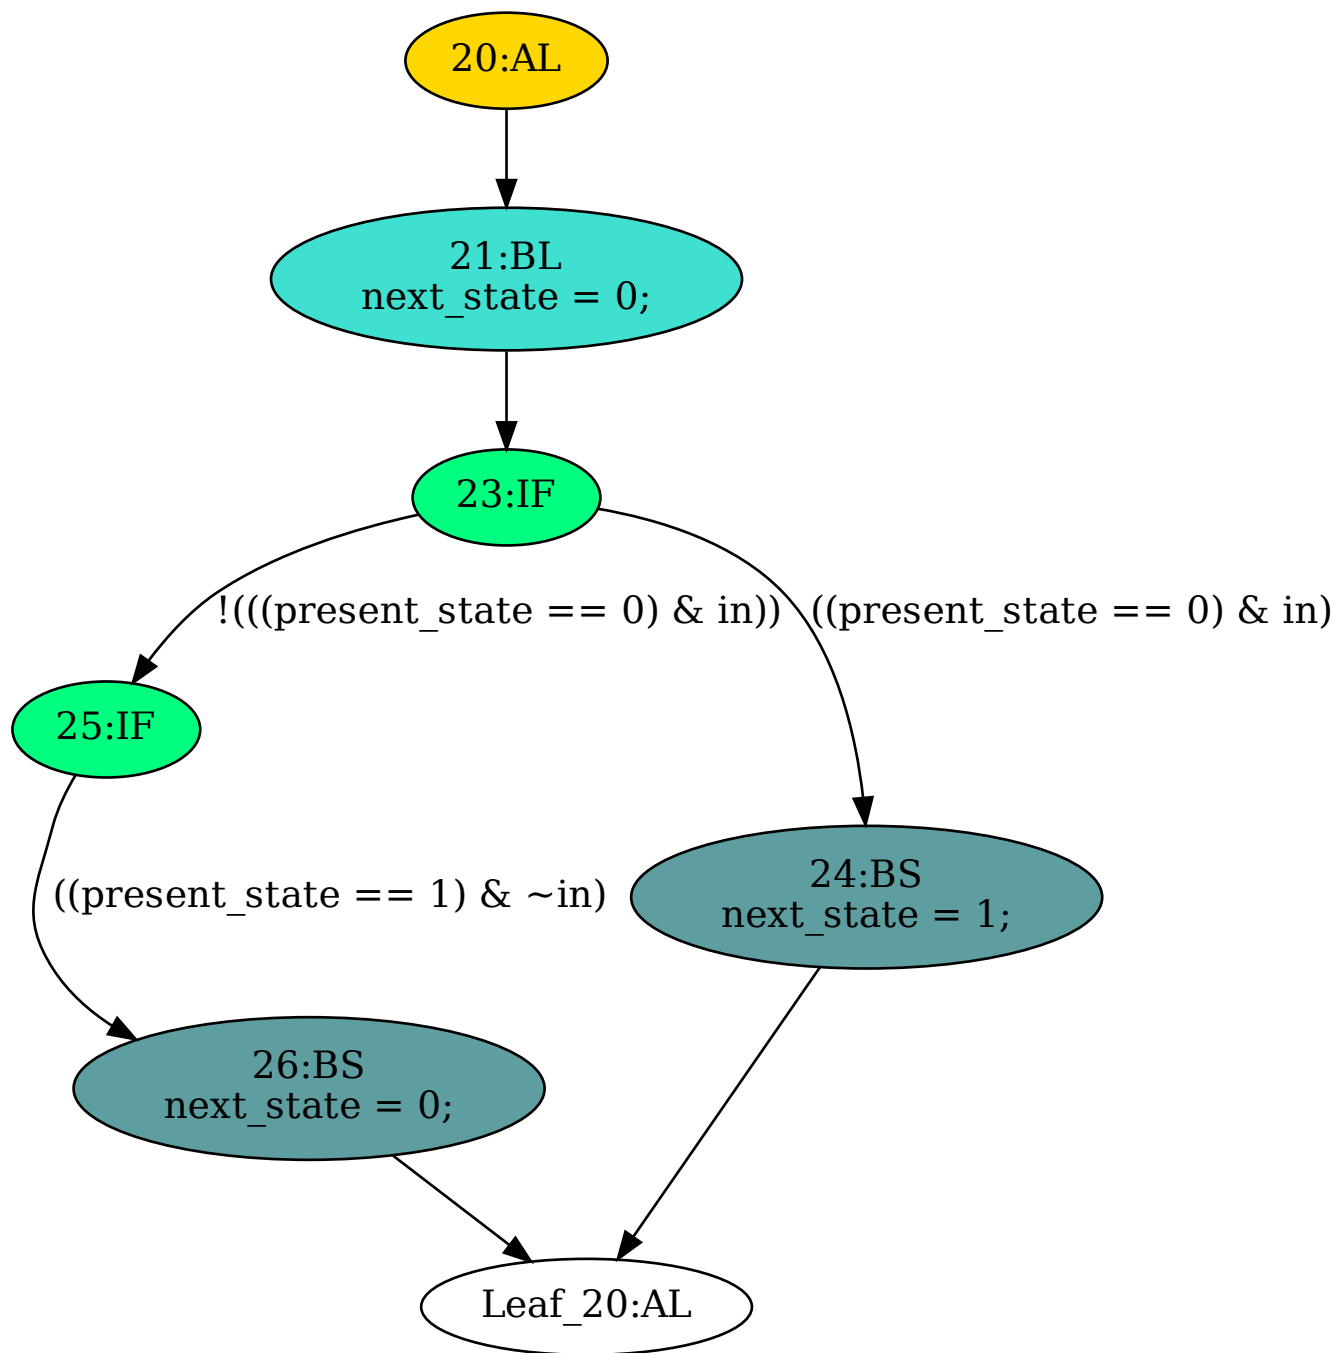 20:AL
21:BL
next_state = 0;
23:IF
!(((present_state == 0) & in))
((present_state == 0) & in)
25:IF
((present_state == 1) & ~in)
24:BS
next_state = 1;
26:BS
next_state = 0;
Leaf_20:AL